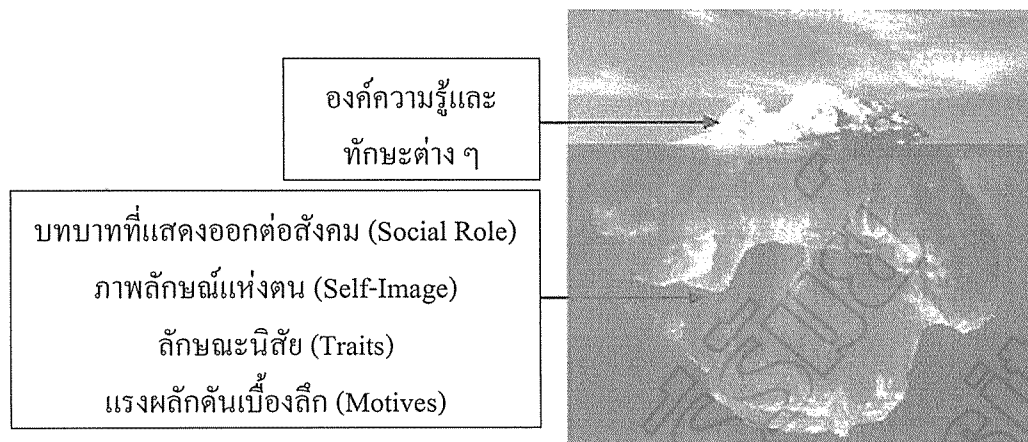 องค์ความรู้และ
ทักษะต่าง ๆ
บทบาทที่แสดงออกต่อสังคม (Social Role)
ภาพลักษณ์แห่งตน (Self-Image)
ลักษณะนิสัย (Traits)
แรงผลักดันเบื้องลึก (Motives)